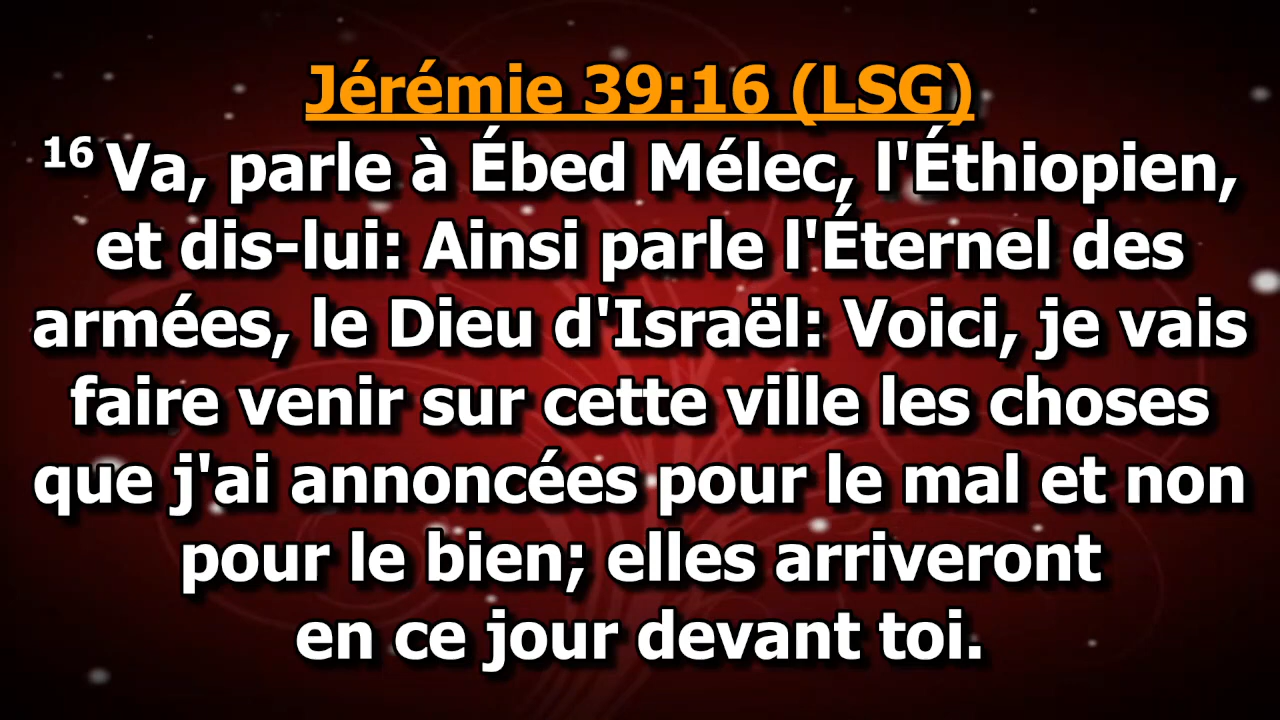 Jérémie 39:16 (LSG)
16 Va, parle à Ébed Mélec, l'Éthiopien,
et dis-lui: Ainsi parle l'Éternel des
armées, le Dieu d'Israël: Voici, je vais
faire venir sur cette ville les choses
que j'ai annoncées pour le mal et non
pour le bien; elles arriveront
en ce jour devant toi.